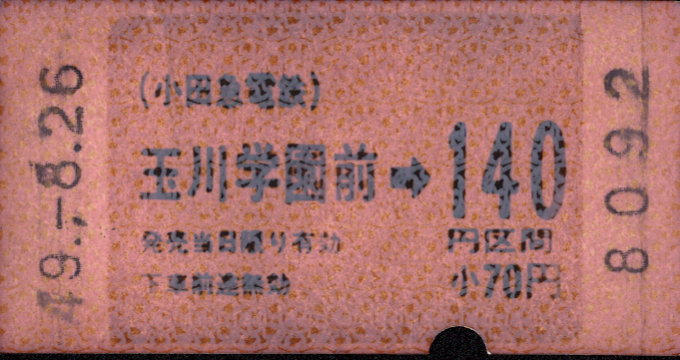 49.-8.26
(小田急電鉄)
玉川学園前➡140
円区間
発売当日限り有効
下車前途無効
小70円
8092